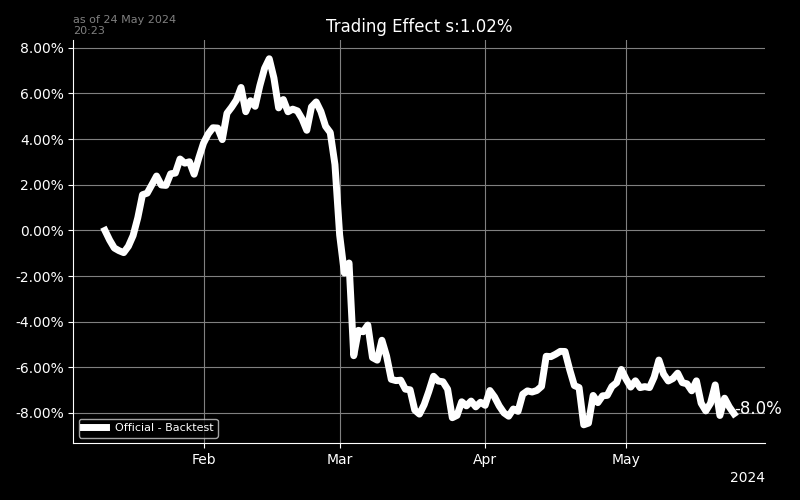 as of 24 May 2024
20:23
Trading Effect s:1.02%
8.00%
6.00%
4.00%
2.00%
0.00%
-2.00%
-4.00%
-6.00%
-8.00%
-8.0%
Official - Backtest
Feb
Mar
Apr
May
2024